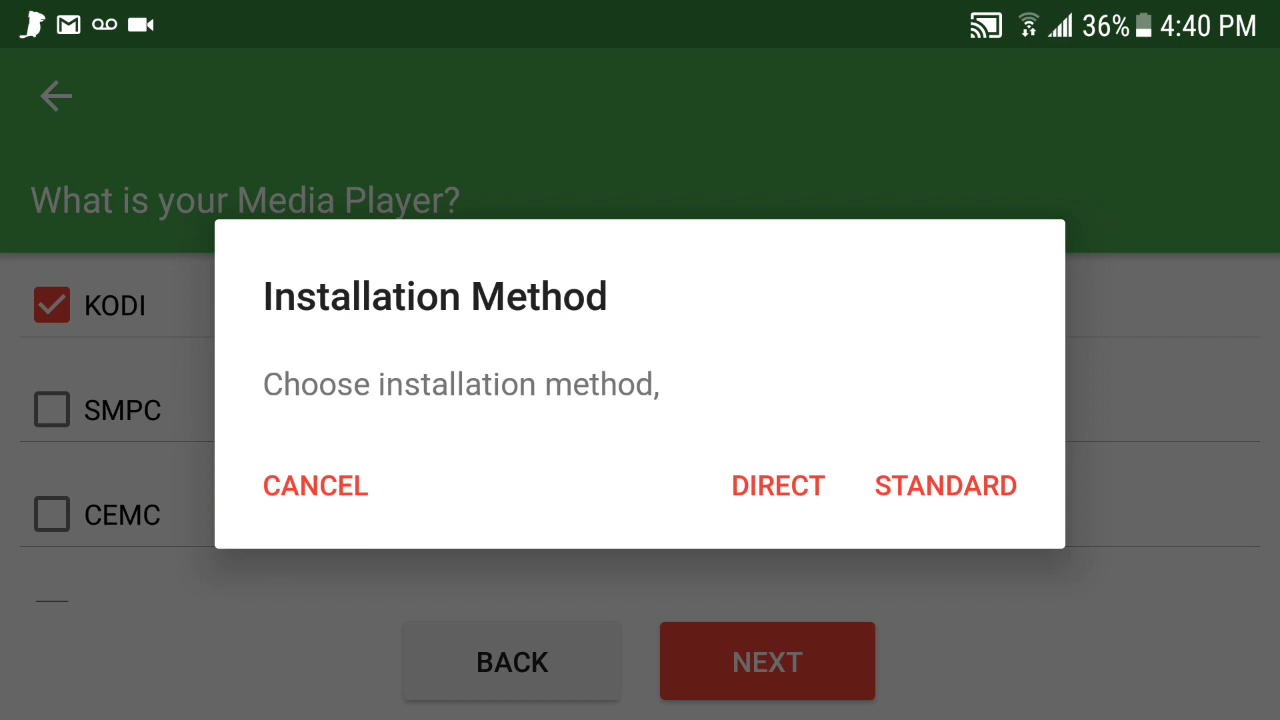 36% 4:40 PM
What is your Media Player?
Installation Method
KODI
Choose installation method,
SMPC
CANCEL DIRECT STANDARD
CEMC
BACK NEXT